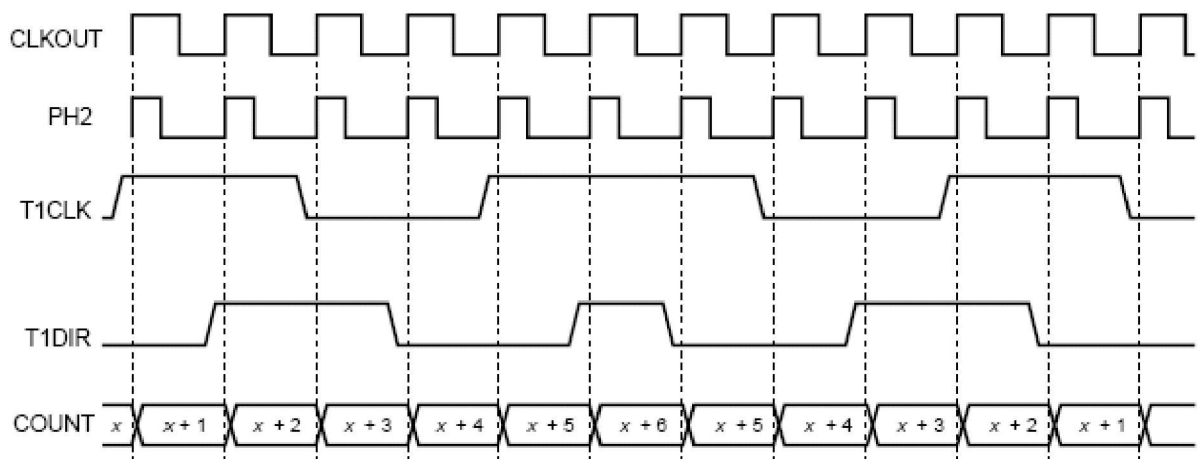 CLKOUT
PH2
T1CLK
T1DIR
COUNT x x + 1 x + 2 x + 3 x + 4 x + 5 x + 6 x + 5 x + 4 x + 3 x + 2 x + 1